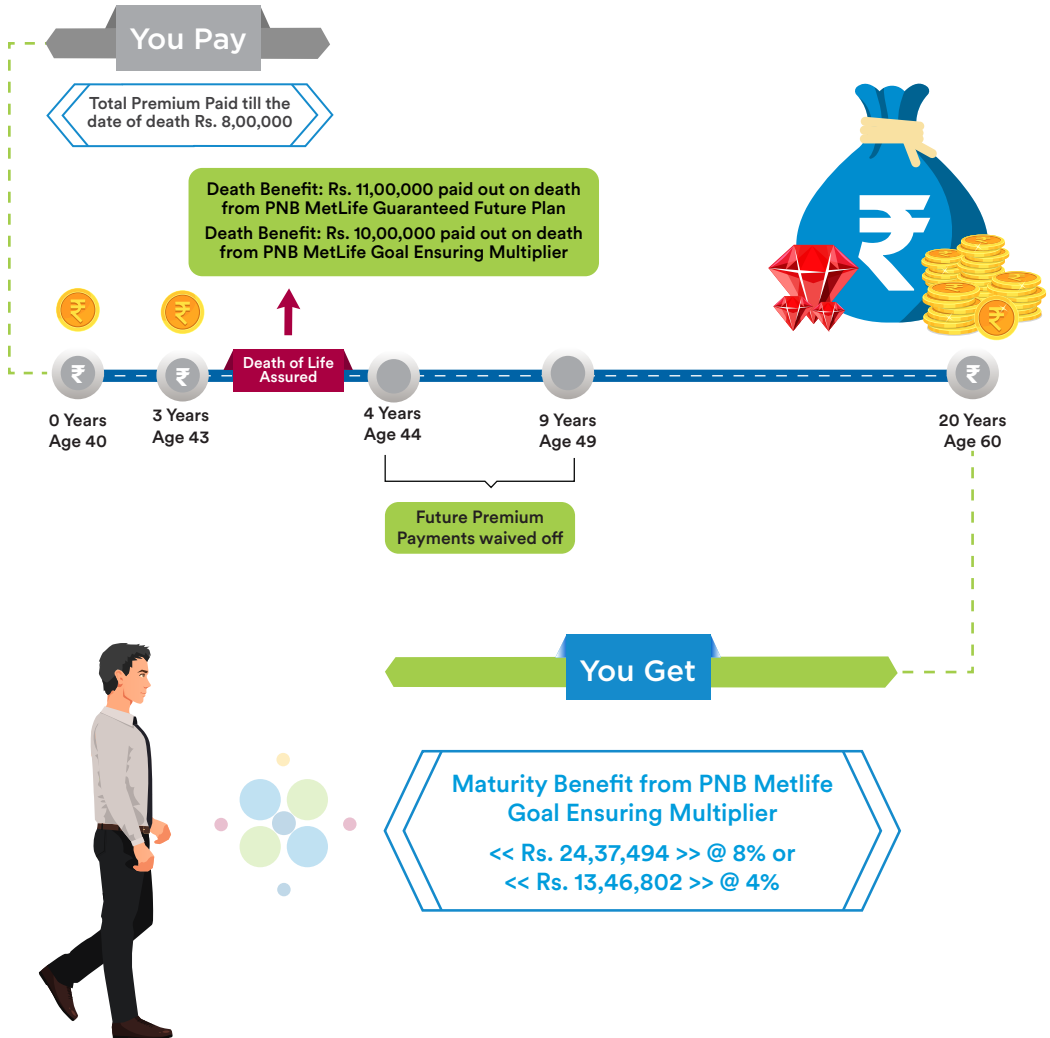 You Pay
Total Premium Paid till the
date of death Rs. 8,00,000
Death Benefit: Rs. 11,00,000 paid out on death
from PNB MetLife Guaranteed Future Plan
Death Benefit: Rs. 10,00,000 paid out on death
from PNB MetLife Goal Ensuring Multiplier
₹
₹
₹
₹
₹
Death of Life
Assured
₹
₹
0 Years
Age 40
3 Years
Age 43
4 Years
Age 44
9 Years
Age 49
20 Years
Age 60
Future Premium
Payments waived off
You Get
Maturity Benefit from PNB Metlife
Goal Ensuring Multiplier
<< Rs. 24,37,494 >> @ 8% or
<< Rs. 13,46,802 >> @ 4%